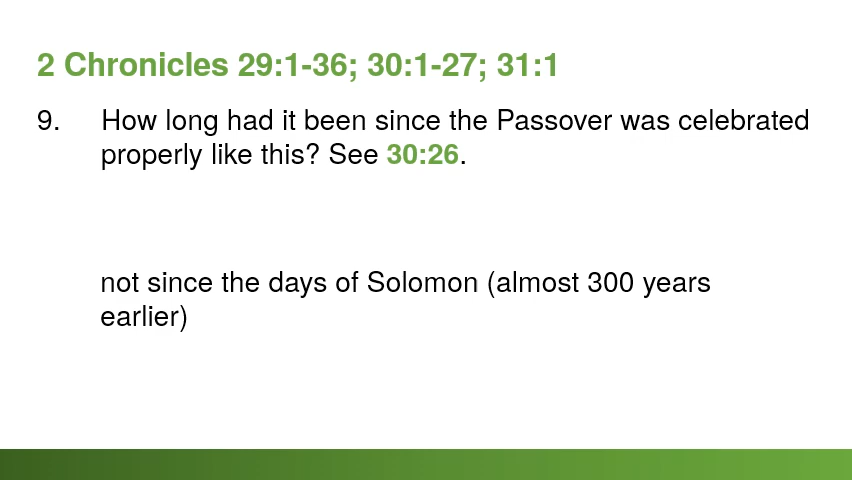 2 Chronicles 29:1-36; 30:1-27; 31:1
9. How long had it been since the Passover was celebrated
properly like this? See 30:26.
not since the days of Solomon (almost 300 years
earlier)